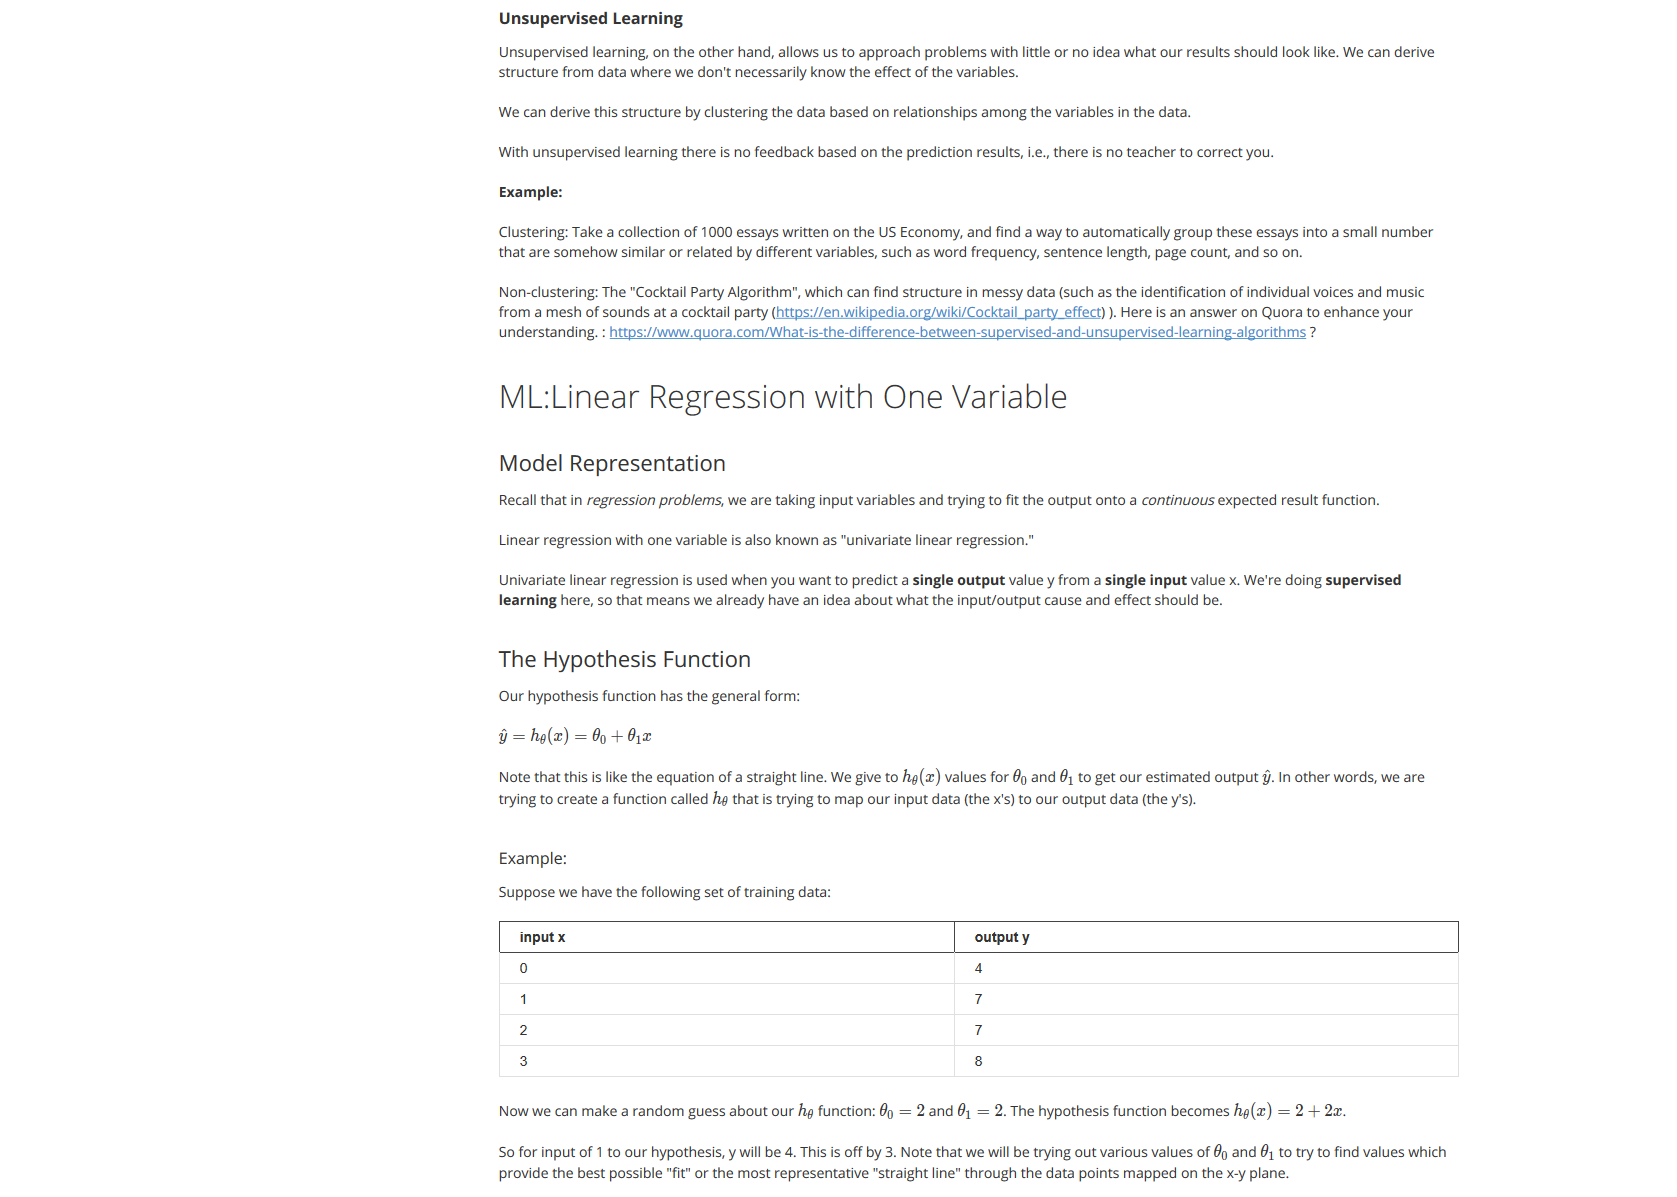 Unsupervised Learning
Unsupervised learning, on the other hand, allows us to approach problems with little or no idea what our results should look like. We can derive
structure from data where we don't necessarily know the effect of the variables.
We can derive this structure by clustering the data based on relationships among the variables in the data.
With unsupervised learning there is no feedback based on the prediction results, i.e., there is no teacher to correct you.
Example:
Clustering: Take a collection of 1000 essays written on the US Economy, and find a way to automatically group these essays into a small number
that are somehow similar or related by different variables, such as word frequency, sentence length, page count, and so on.
Non-clustering: The "Cocktail Party Algorithm", which can find structure in messy data (such as the identification of individual voices and music
from a mesh of sounds at a cocktail party (https://en.wikipedia.org/wiki/Cocktail_party_effect) ). Here is an answer on Quora to enhance your
understanding. : https://www.quora.com/What-is-the-difference-between-supervised-and-unsupervised-learning-algorithms ?
ML:Linear Regression with One Variable
Model Representation
Recall that in regression problems, we are taking input variables and trying to fit the output onto a continuous expected result function.
Linear regression with one variable is also known as "univariate linear regression."
Univariate linear regression is used when you want to predict a single output value y from a single input value x. We're doing supervised
learning here, so that means we already have an idea about what the input/output cause and effect should be.
The Hypothesis Function
Our hypothesis function has the general form:
ŷ = hθ(x) = θ0 + θ1x
Note that this is like the equation of a straight line. We give to hθ(x) values for θ0 and θ1 to get our estimated output ŷ. In other words, we are
trying to create a function called hθ that is trying to map our input data (the x's) to our output data (the y's).
Example:
Suppose we have the following set of training data:
input x output y
0 4
1 7
2 7
3 8
Now we can make a random guess about our hθ function: θ0 = 2 and θ1 = 2. The hypothesis function becomes hθ(x) = 2 + 2x.
So for input of 1 to our hypothesis, y will be 4. This is off by 3. Note that we will be trying out various values of θ0 and θ1 to try to find values which
provide the best possible "fit" or the most representative "straight line" through the data points mapped on the x-y plane.